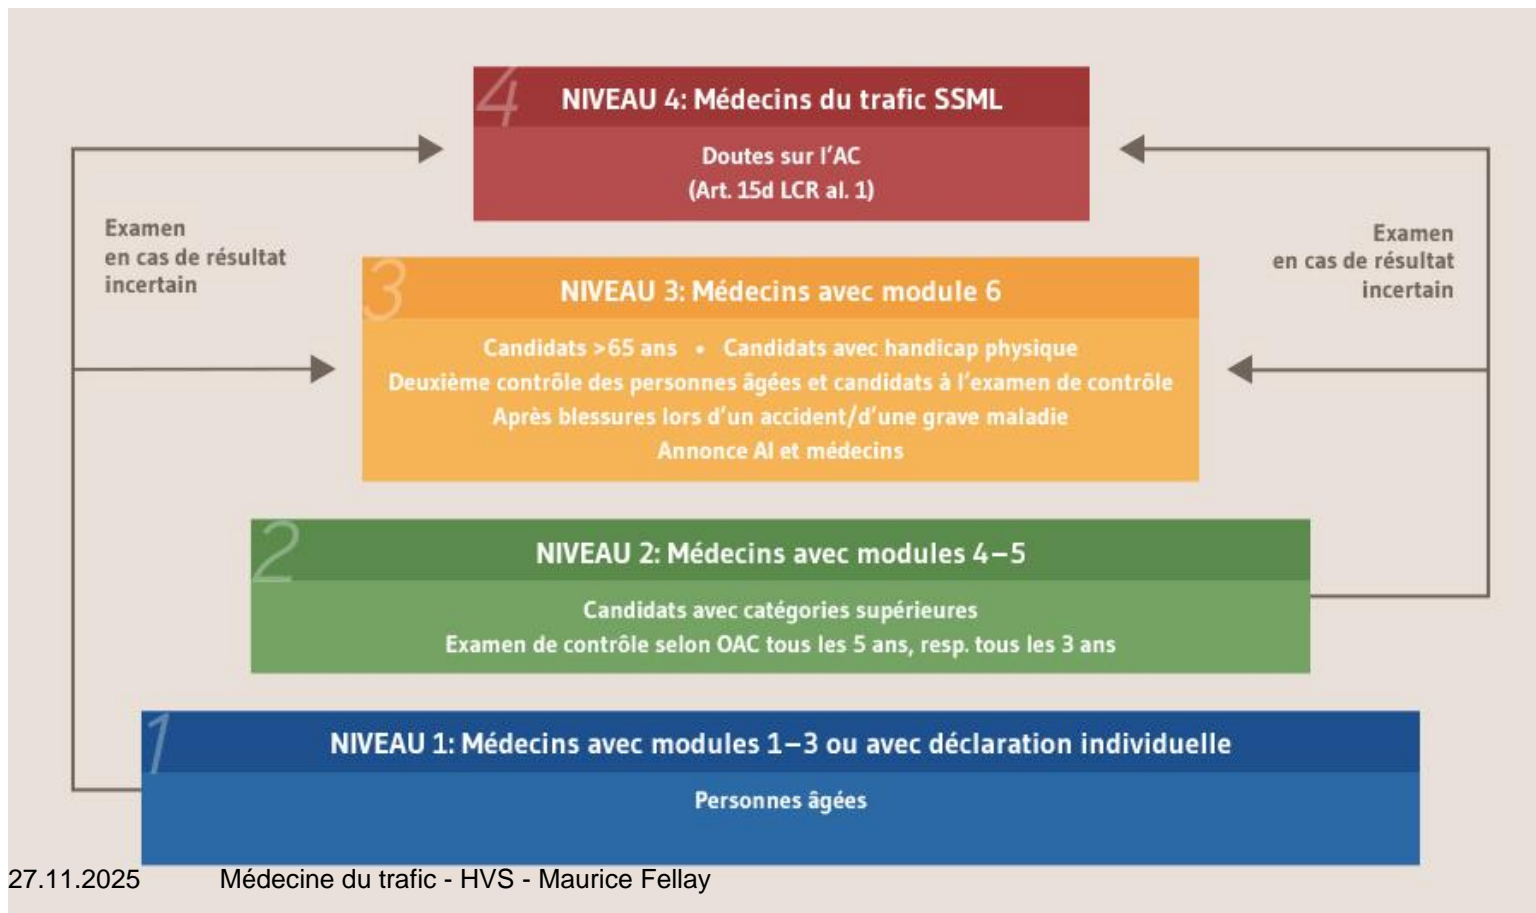 4
NIVEAU 4: Médecins du trafic SSML
Doutes sur l’AC
(Art. 15d LCR al. 1)
Examen
en cas de résultat
incertain
Examen
en cas de résultat
incertain
3
NIVEAU 3: Médecins avec module 6
Candidats >65 ans • Candidats avec handicap physique
Deuxième contrôle des personnes âgées et candidats à l’examen de contrôle
Après blessures lors d’un accident/d’une grave maladie
Annonce AI et médecins
2
NIVEAU 2: Médecins avec modules 4–5
Candidats avec catégories supérieures
Examen de contrôle selon OAC tous les 5 ans, resp. tous les 3 ans
1
NIVEAU 1: Médecins avec modules 1–3 ou avec déclaration individuelle
Personnes âgées
27.11.2025 Médecine du trafic - HVS - Maurice Fellay